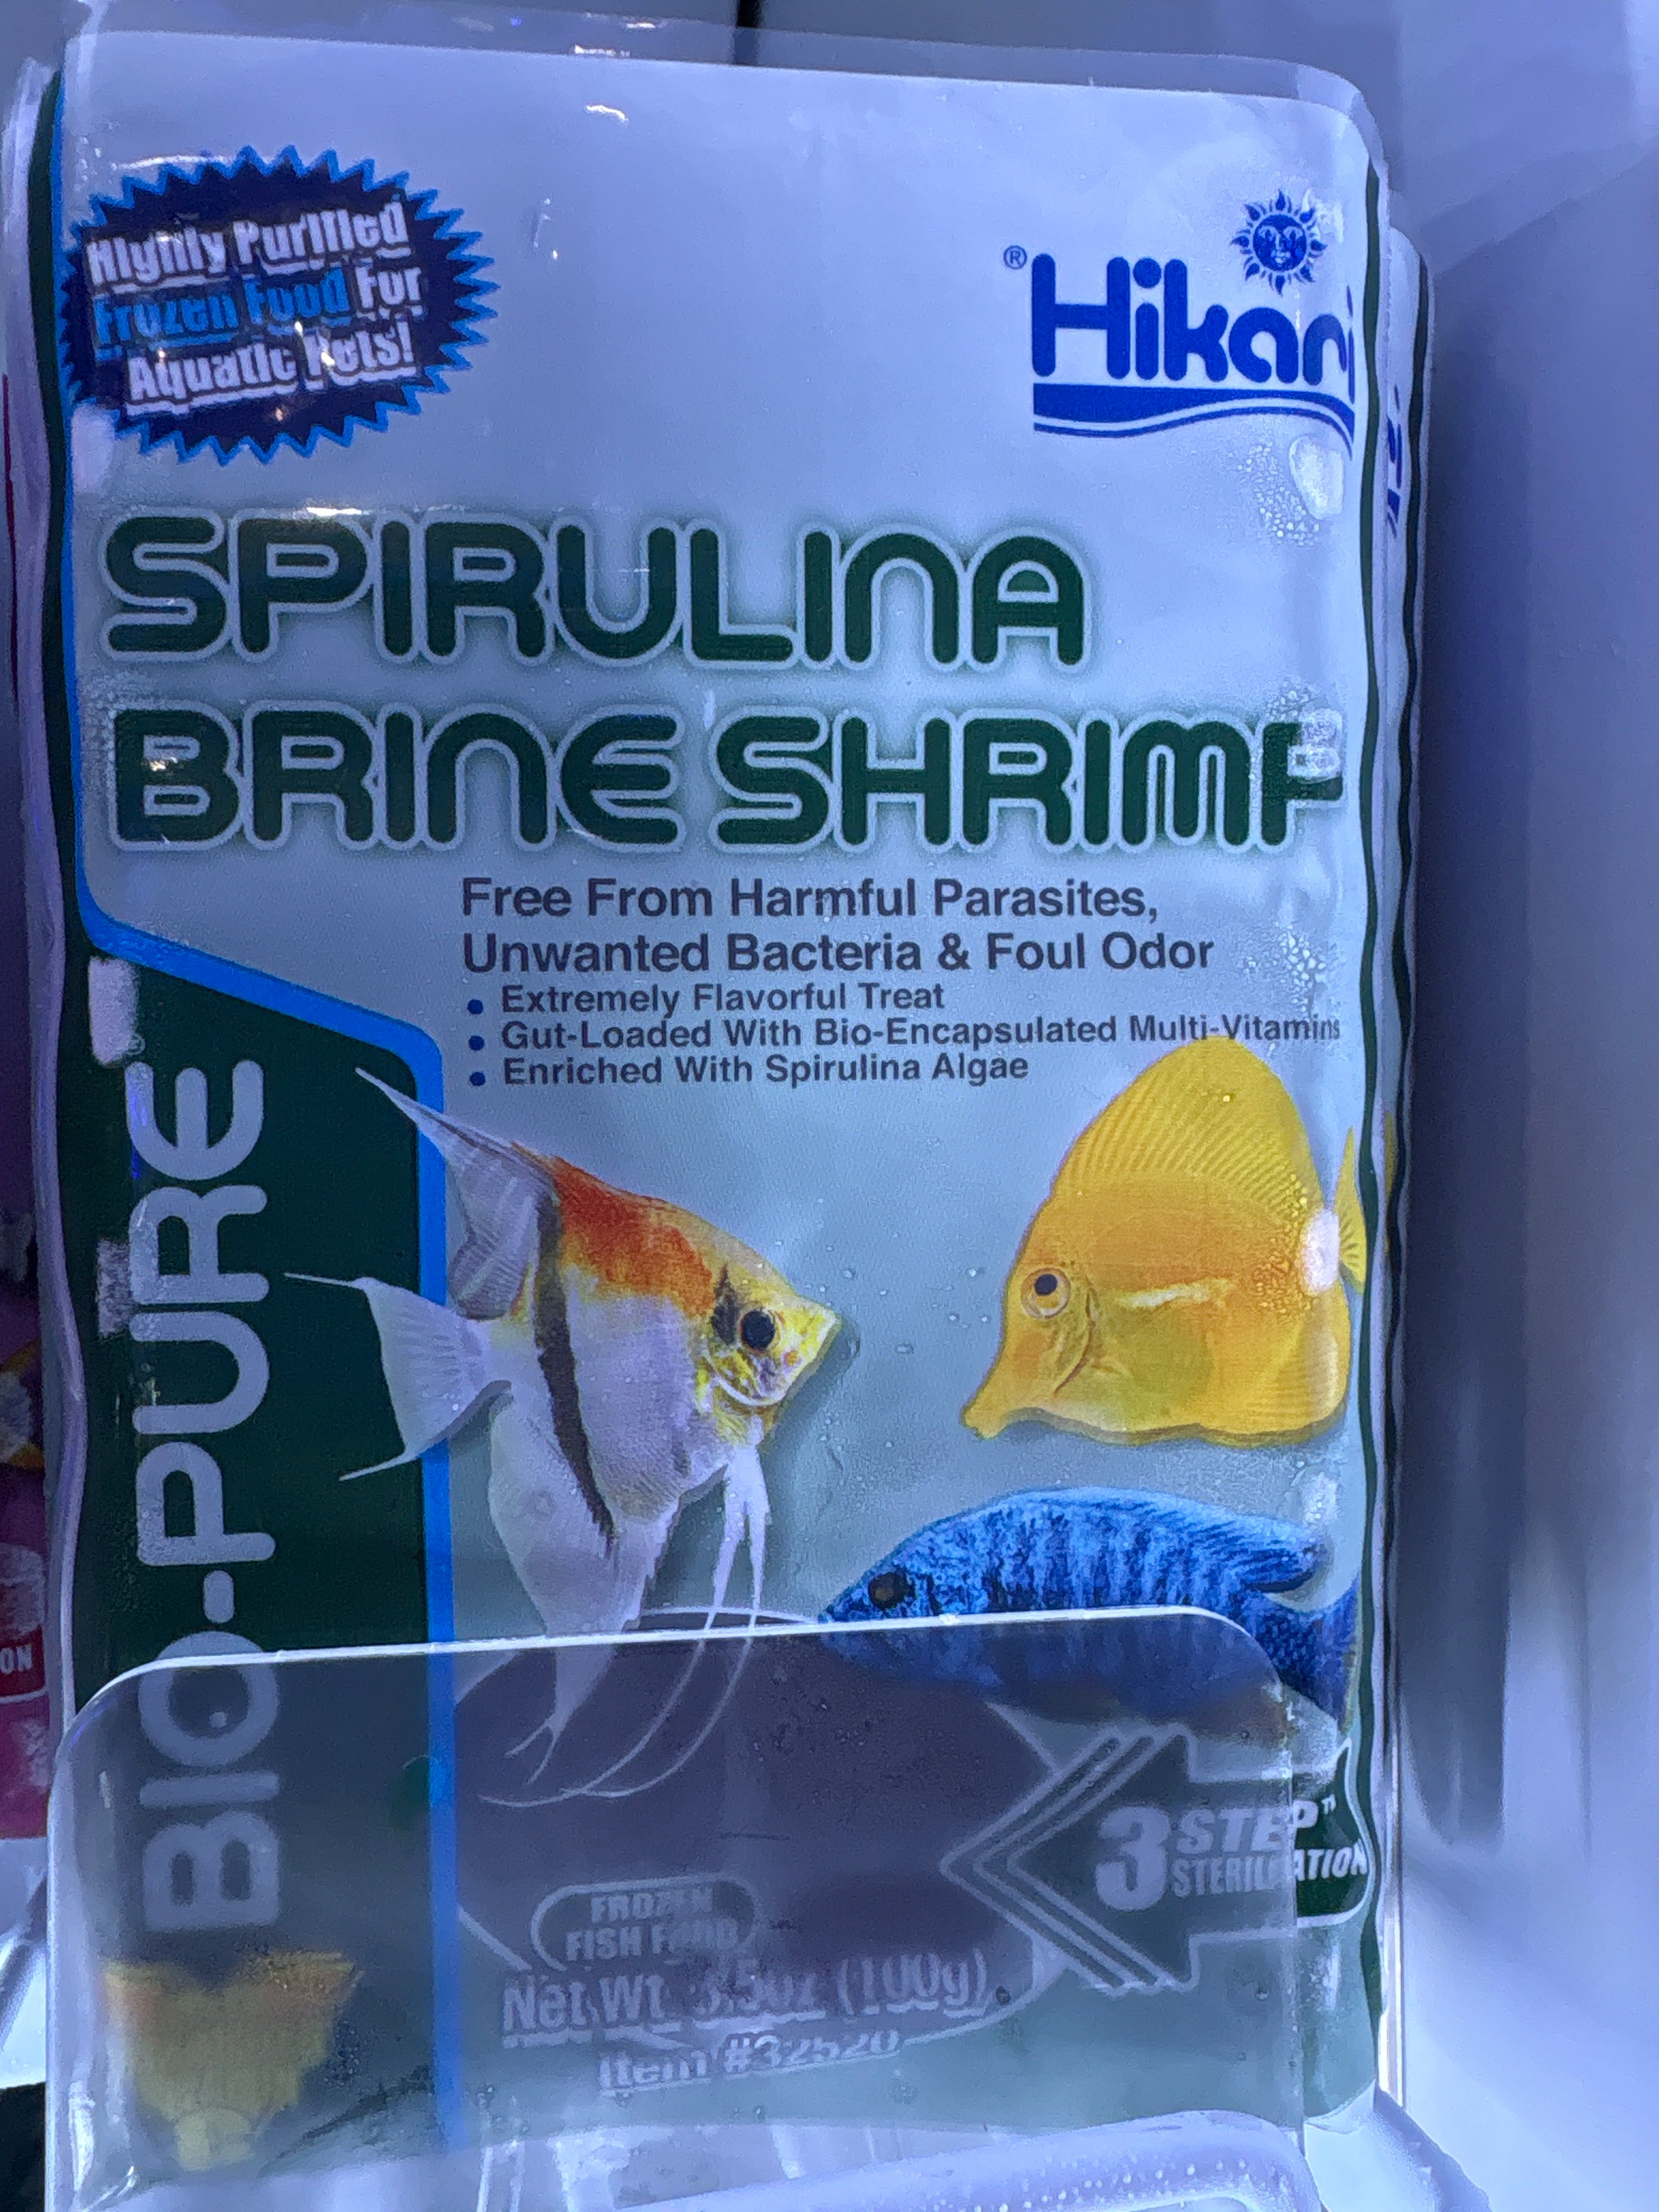 Highly Purified
Frozen Food For
Aquatic Pets!
® Hikari
SPIRULINA
BRINE SHRIMP
Free From Harmful Parasites,
Unwanted Bacteria & Foul Odor
• Extremely Flavorful Treat
• Gut-Loaded With Bio-Encapsulated Multi-Vitamins
• Enriched With Spirulina Algae
BIO-PURE®
3 STEP™
STERILIZATION
FROZEN
FISH FOOD
Net Wt. 3.5oz (100g)
Item #32520
ON